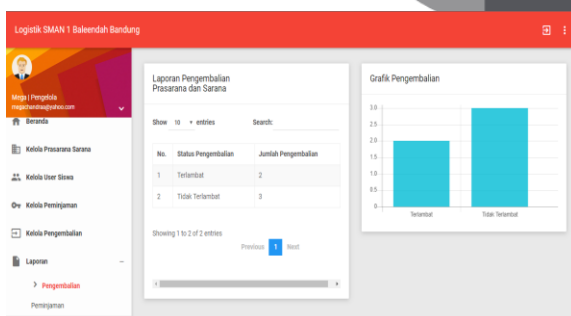 Logistik SMAN 1 Baleendah Bandung
Mega | Pengelola
megachandraa@yahoo.com
Beranda
Kelola Prasarana Sarana
Kelola User Siswa
Kelola Peminjaman
Kelola Pengembalian
Laporan
Pengembalian
Peminjaman
Laporan Pengembalian
Prasarana dan Sarana
Show 10 entries Search:
No. Status Pengembalian Jumlah Pengembalian
1 Terlambat 2
2 Tidak Terlambat 3
Showing 1 to 2 of 2 entries
Previous 1 Next
Grafik Pengembalian
3.0
2.5
2.0
1.5
1.0
0.5
0
Terlambat Tidak Terlambat